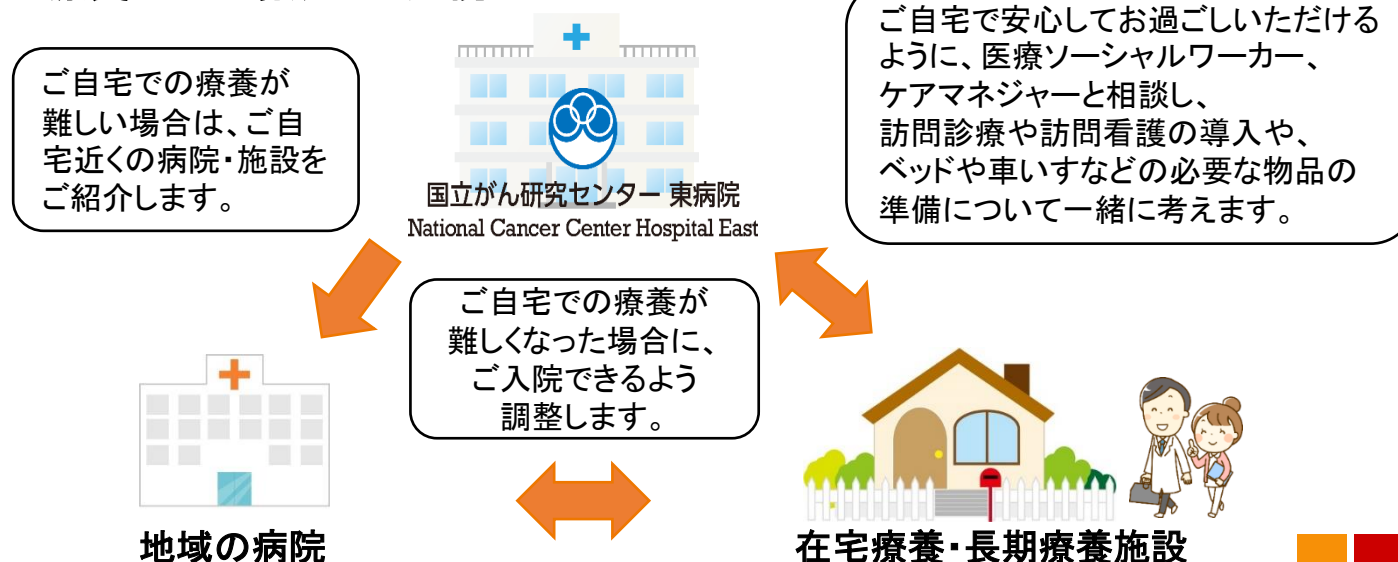 ご自宅での療養が
難しい場合は、ご自
宅近くの病院・施設を
ご紹介します。
国立がん研究センター 東病院
National Cancer Center Hospital East
ご自宅で安心してお過ごしいただける
ように、医療ソーシャルワーカー、
ケアマネジャーと相談し、
訪問診療や訪問看護の導入や、
ベッドや車いすなどの必要な物品の
準備について一緒に考えます。
ご自宅での療養が
難しくなった場合に、
ご入院できるよう
調整します。
地域の病院
在宅療養・長期療養施設